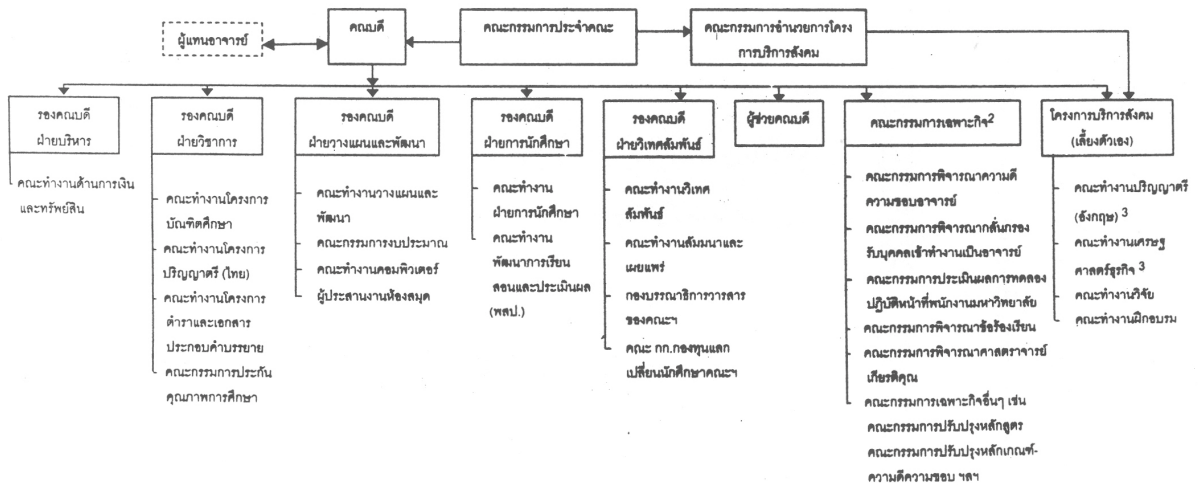 ผู้แทนอาจารย์
คณบดี
คณะกรรมการประจำคณะ
คณะกรรมการอำนวยการโครง
การบริการสังคม
รองคณบดี
ฝ่ายบริหาร
คณะทำงานด้านการเงิน
และทรัพย์สิน
รองคณบดี
ฝ่ายวิชาการ
คณะทำงานโครงการ
บัณฑิตศึกษา
คณะทำงานโครงการ
ปริญญาตรี (ไทย)
คณะทำงานโครงการ
ตำราและเอกสาร
ประกอบคำบรรยาย
คณะกรรมการประกัน
คุณภาพการศึกษา
รองคณบดี
ฝ่ายวางแผนและพัฒนา
คณะทำงานวางแผนและ
พัฒนา
คณะกรรมการงบประมาณ
คณะทำงานคอมพิวเตอร์
ผู้ประสานงานห้องสมุด
รองคณบดี
ฝ่ายการนักศึกษา
คณะทำงาน
ฝ่ายการนักศึกษา
คณะทำงาน
พัฒนาการเรียน
สอนและประเมินผล
(พสป.)
รองคณบดี
ฝ่ายวิเทศสัมพันธ์
คณะทำงานวิเทศ
สัมพันธ์
คณะทำงานสัมมนาและ
เผยแพร่
กองบรรณาธิการวารสาร
ของคณะฯ
คณะ กก.กองทุนแลก
เปลี่ยนนักศึกษาคณะฯ
ผู้ช่วยคณบดี
คณะกรรมการเฉพาะกิจ2
คณะกรรมการพิจารณาความดี
ความชอบอาจารย์
คณะกรรมการพิจารณากลั่นกรอง
รับบุคคลเข้าทำงานเป็นอาจารย์
คณะกรรมการประเมินผลการทดลอง
ปฏิบัติหน้าที่พนักงานมหาวิทยาลัย
คณะกรรมการพิจารณาข้อร้องเรียน
คณะกรรมการพิจารณาศาสตราจารย์
เกียรติคุณ
คณะกรรมการเฉพาะกิจอื่นๆ เช่น
คณะกรรมการปรับปรุงหลักสูตร
คณะกรรมการปรับปรุงหลักเกณฑ์-
ความดีความชอบ ฯลฯ
โครงการบริการสังคม
(เลี้ยงตัวเอง)
คณะทำงานปริญญาตรี
(อังกฤษ) 3
คณะทำงานเศรษฐ
ศาสตร์ธุรกิจ 3
คณะทำงานวิจัย
คณะทำงานฝึกอบรม